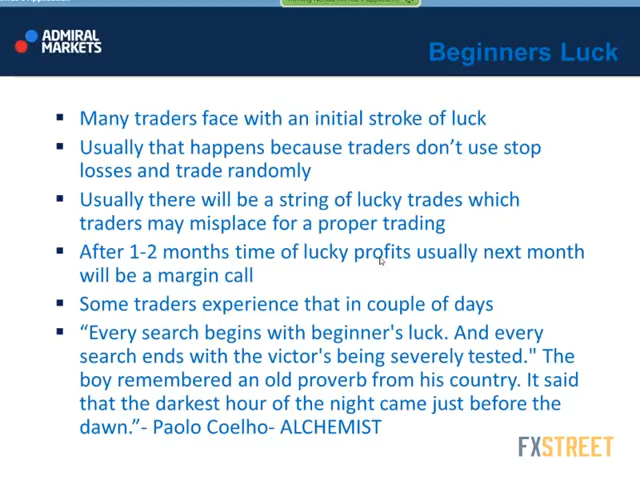 ADMIRAL
MARKETS
Beginners Luck
▪ Many traders face with an initial stroke of luck
▪ Usually that happens because traders don’t use stop
losses and trade randomly
▪ Usually there will be a string of lucky trades which
traders may misplace for a proper trading
▪ After 1-2 months time of lucky profits usually next month
will be a margin call
▪ Some traders experience that in couple of days
▪ “Every search begins with beginner's luck. And every
search ends with the victor's being severely tested." The
boy remembered an old proverb from his country. It said
that the darkest hour of the night came just before the
dawn.”- Paolo Coelho- ALCHEMIST
FXSTREET